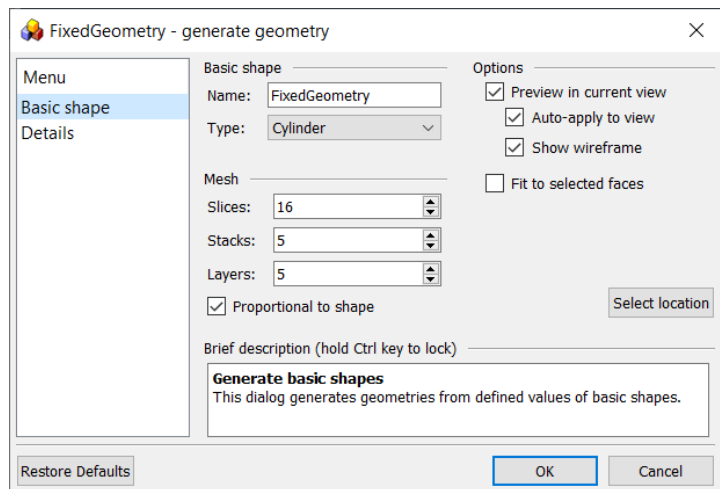 FixedGeometry - generate geometry
Menu
Basic shape
Details
Basic shape
Name: FixedGeometry
Type: Cylinder
Mesh
Slices: 16
Stacks: 5
Layers: 5
Proportional to shape
Options
Preview in current view
Auto-apply to view
Show wireframe
Fit to selected faces
Select location
Brief description (hold Ctrl key to lock)
Generate basic shapes
This dialog generates geometries from defined values of basic shapes.
Restore Defaults
OK
Cancel